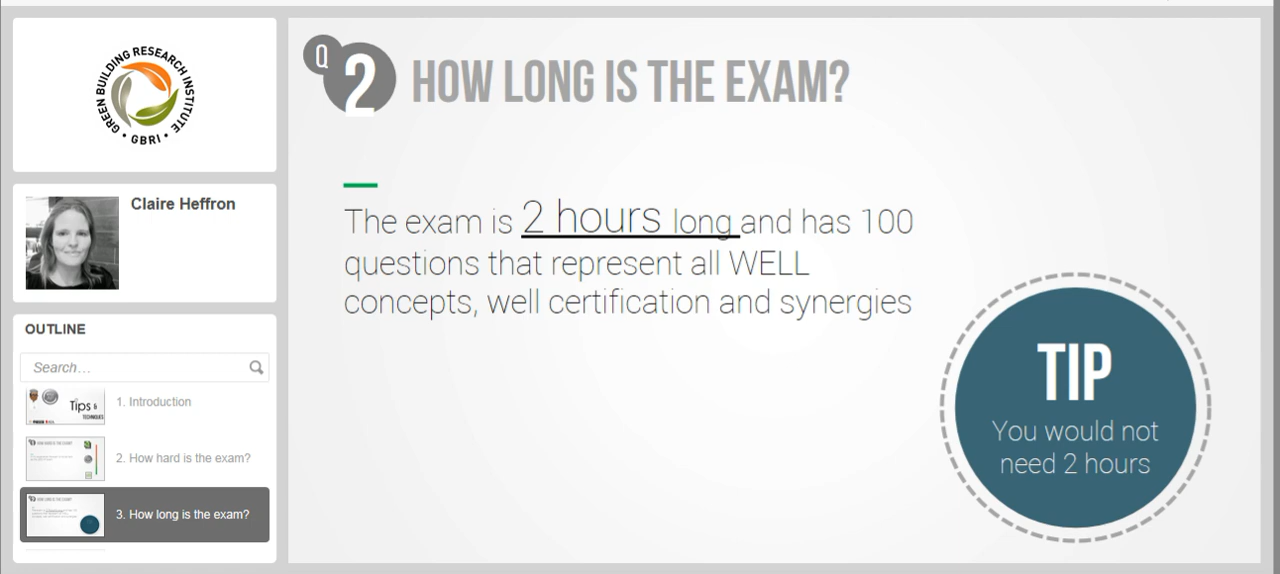 GREEN BUILDING RESEARCH INSTITUTE
• GBRI •
Claire Heffron
OUTLINE
Search...
Tips &
TECHNIQUES
1. Introduction
2. How hard is the exam?
3. How long is the exam?
Q
2
HOW LONG IS THE EXAM?
The exam is 2 hours long and has 100
questions that represent all WELL
concepts, well certification and synergies
TIP
You would not
need 2 hours